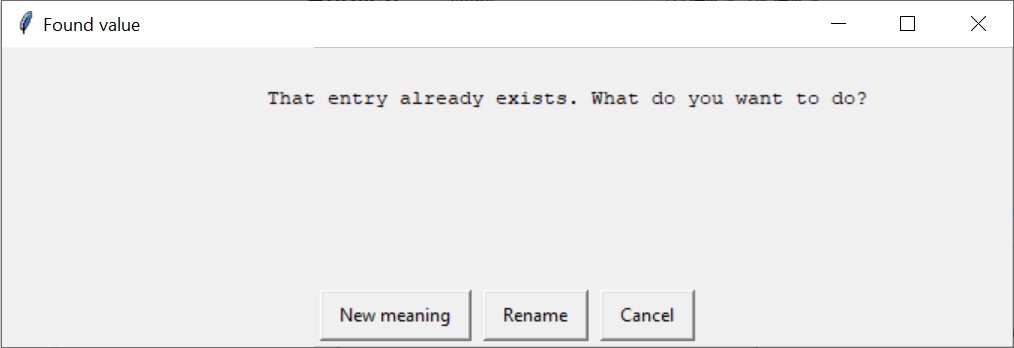 Found value
That entry already exists. What do you want to do?
New meaning Rename Cancel